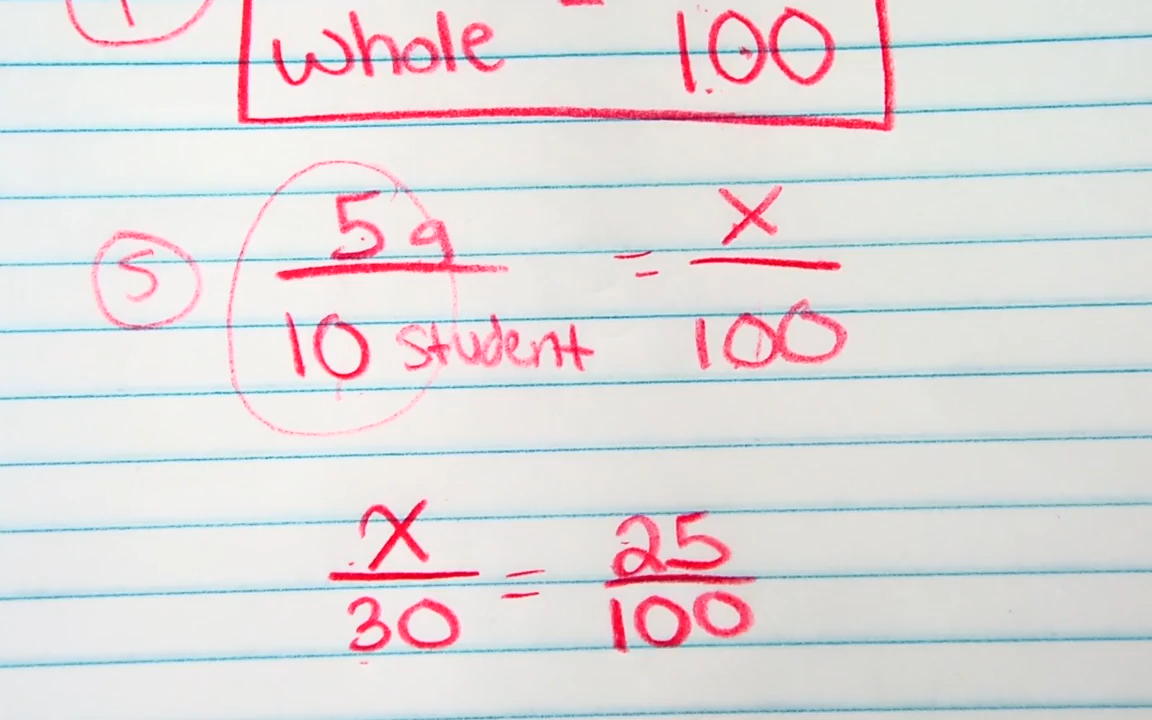 whole = 100
5 5g = x
10 student 100
x = 25
30 100